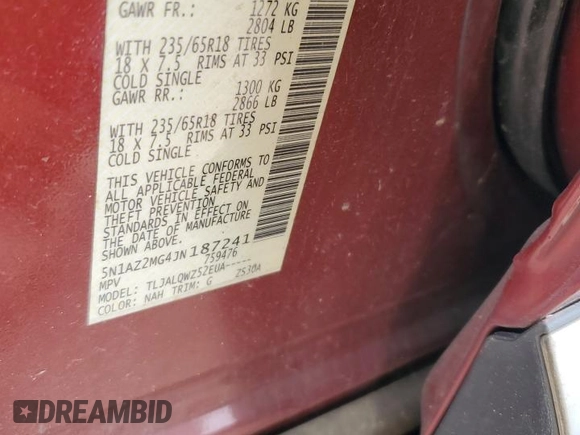 GAWR FR.: 1272 KG
2804 LB
WITH 235/65R18 TIRES
18 X 7.5 RIMS AT 33 PSI
COLD SINGLE
GAWR RR.: 1300 KG
2866 LB
WITH 235/65R18 TIRES
18 X 7.5 RIMS AT 33 PSI
COLD SINGLE
THIS VEHICLE CONFORMS TO
ALL APPLICABLE FEDERAL
MOTOR VEHICLE SAFETY AND
THEFT PREVENTION
STANDARDS IN EFFECT ON
THE DATE OF MANUFACTURE
SHOWN ABOVE.
5N1AZ2MG4JN187241
MPV 759476
MODEL: TLJALQWZ52EUA-----
COLOR: NAH TRIM: G 2530A
DREAMBID